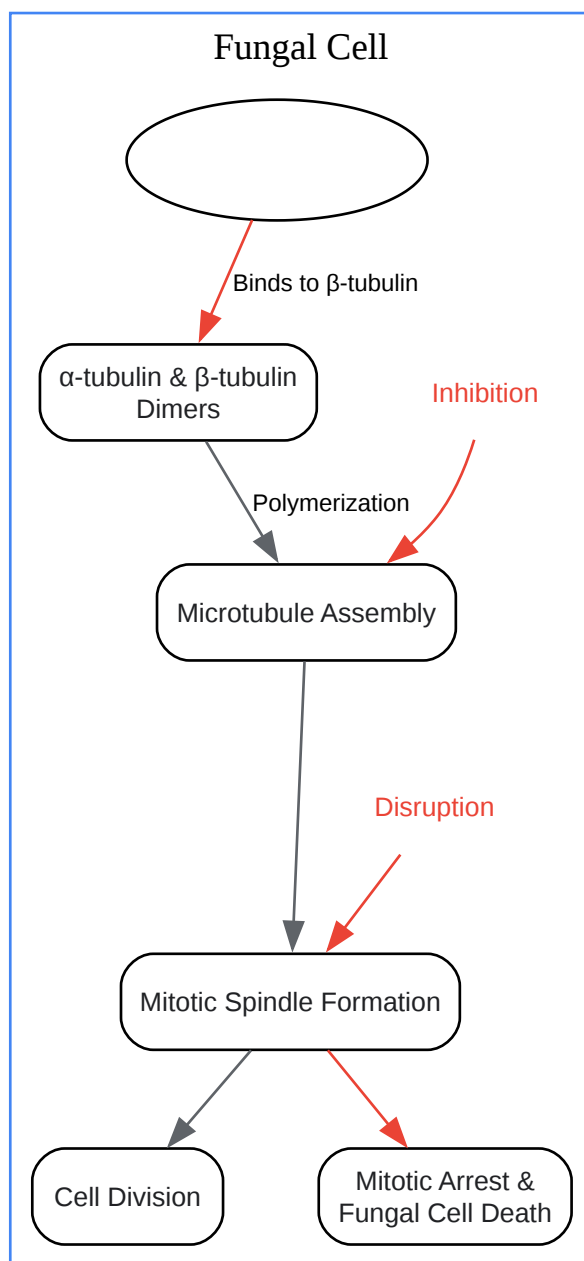 Fungal Cell
Binds to β-tubulin
α-tubulin & β-tubulin
Dimers
Inhibition
Polymerization
Microtubule Assembly
Disruption
Mitotic Spindle Formation
Cell Division
Mitotic Arrest &
Fungal Cell Death